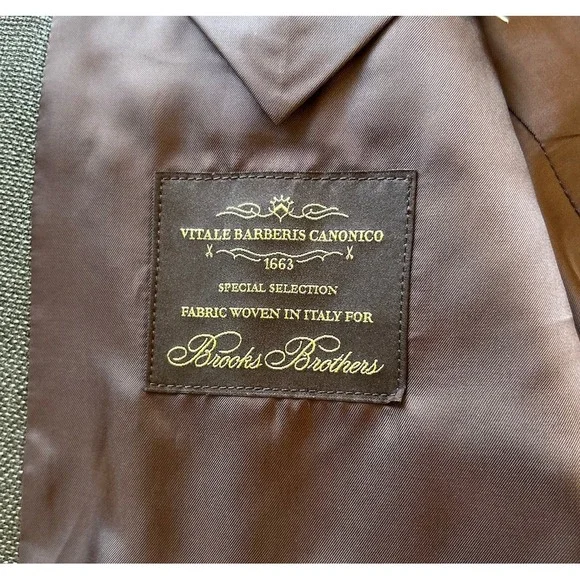 VITALE BARBERIS CANONICO
1663
SPECIAL SELECTION
FABRIC WOVEN IN ITALY FOR
Brooks Brothers